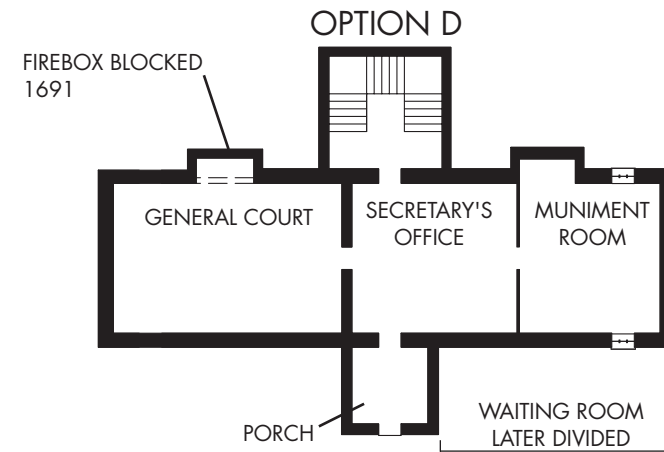 OPTION D
FIREBOX BLOCKED
1691
GENERAL COURT
SECRETARY'S
OFFICE
MUNIMENT
ROOM
PORCH
WAITING ROOM
LATER DIVIDED